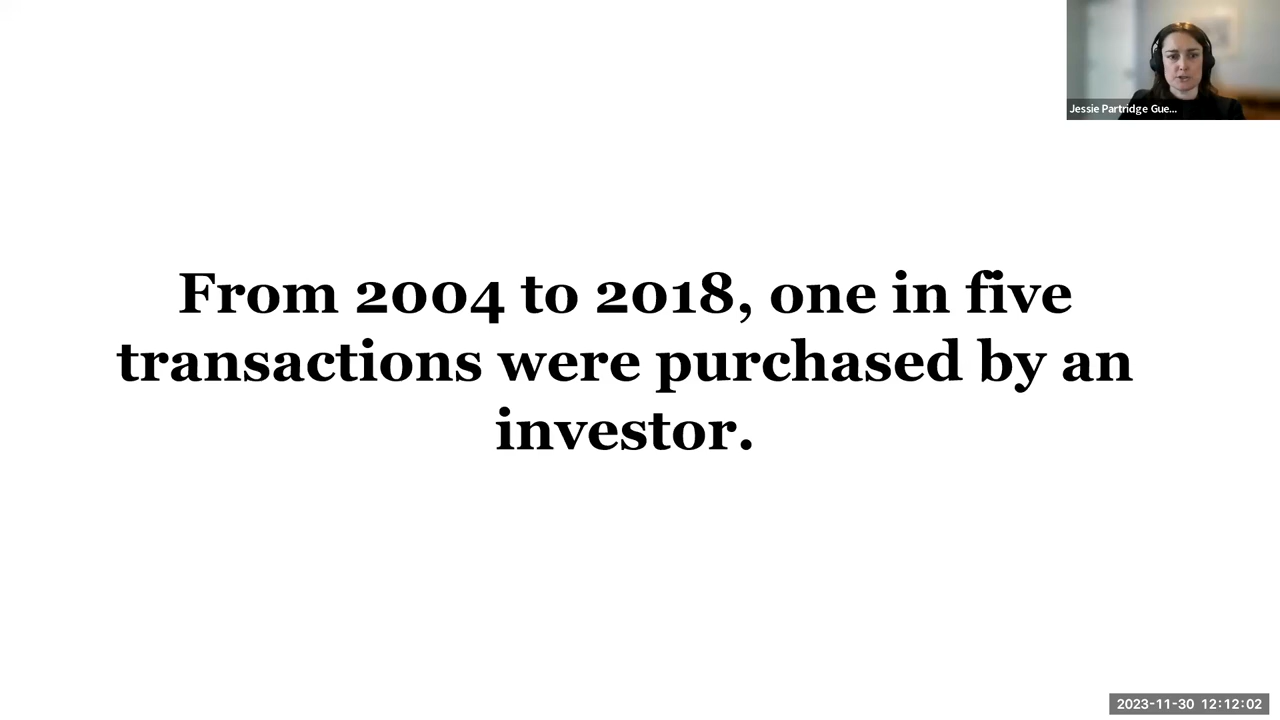 Jessie Partridge Gue...
From 2004 to 2018, one in five
transactions were purchased by an
investor.
2023-11-30 12:12:02